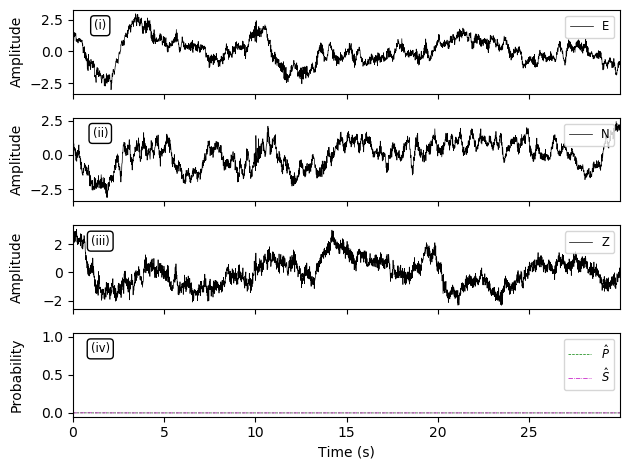 2.5
0.0
−2.5
Amplitude
(i)
E
2.5
0.0
−2.5
Amplitude
(ii)
N
2
0
−2
Amplitude
(iii)
Z
1.0
0.5
0.0
Probability
(iv)
P̂
Ŝ
0 5 10 15 20 25
Time (s)